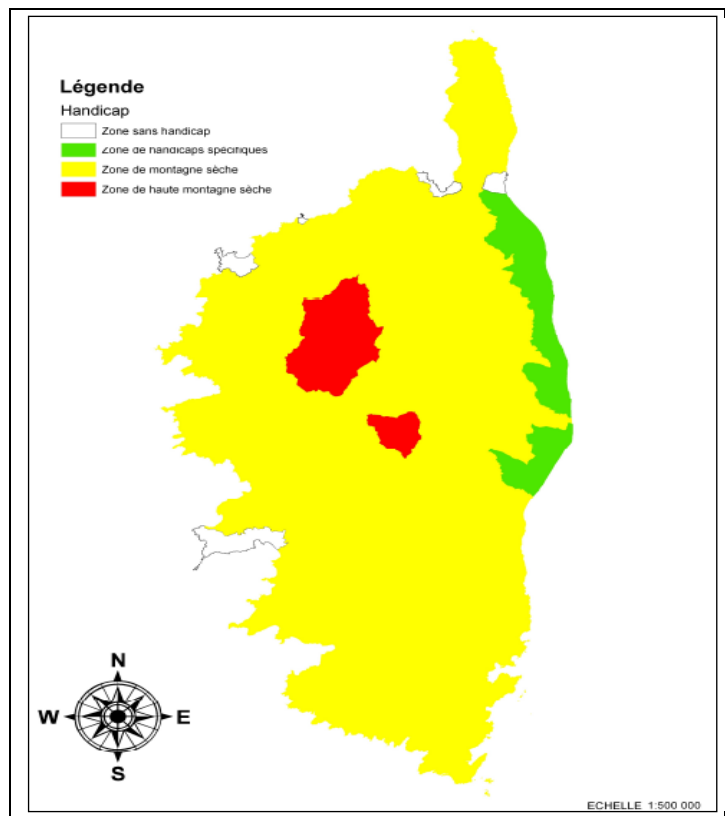 Légende
Handicap
Zone sans handicap
Zone de handicaps spécifiques
Zone de montagne sèche
Zone de haute montagne sèche
N
W E
S
ECHELLE 1:500 000